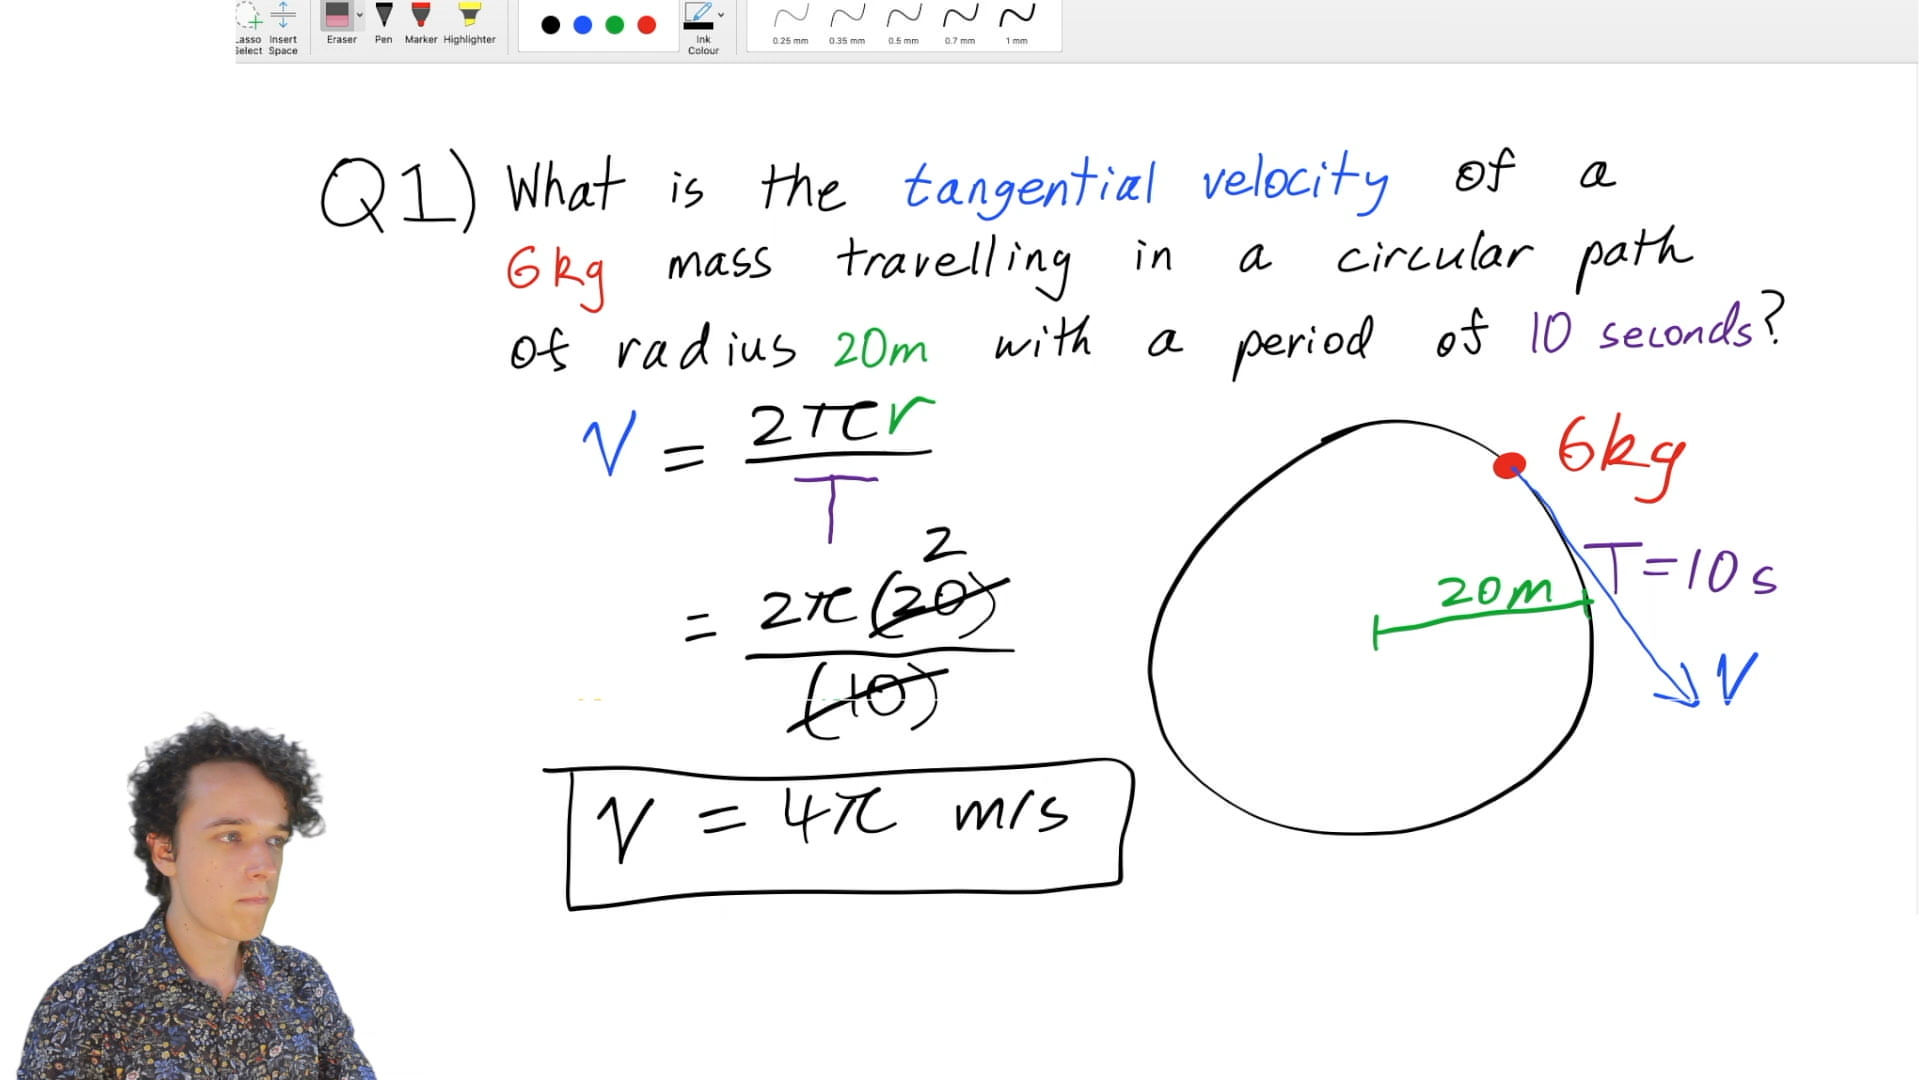 Lasso Select
Insert Space
Eraser
Pen
Marker
Highlighter
Ink Colour
0.25 mm
0.35 mm
0.5 mm
0.7 mm
1 mm
Q1) What is the tangential velocity of a
6kg mass travelling in a circular path
of radius 20m with a period of 10 seconds?
V = 2πr / T
= 2π(20) / (10)
2
V = 4π m/s
6kg
T=10s
20m
V